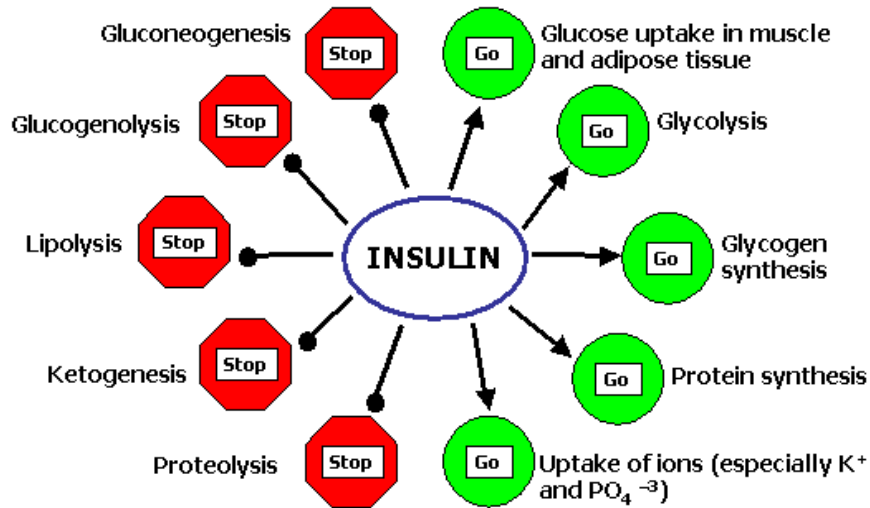 Gluconeogenesis
Stop
Go
Glucose uptake in muscle
and adipose tissue
Glucogenolysis
Stop
Go
Glycolysis
Lipolysis
Stop
INSULIN
Go
Glycogen
synthesis
Ketogenesis
Stop
Go
Protein synthesis
Proteolysis
Stop
Go
Uptake of ions (especially K⁺
and PO₄ ⁻³)